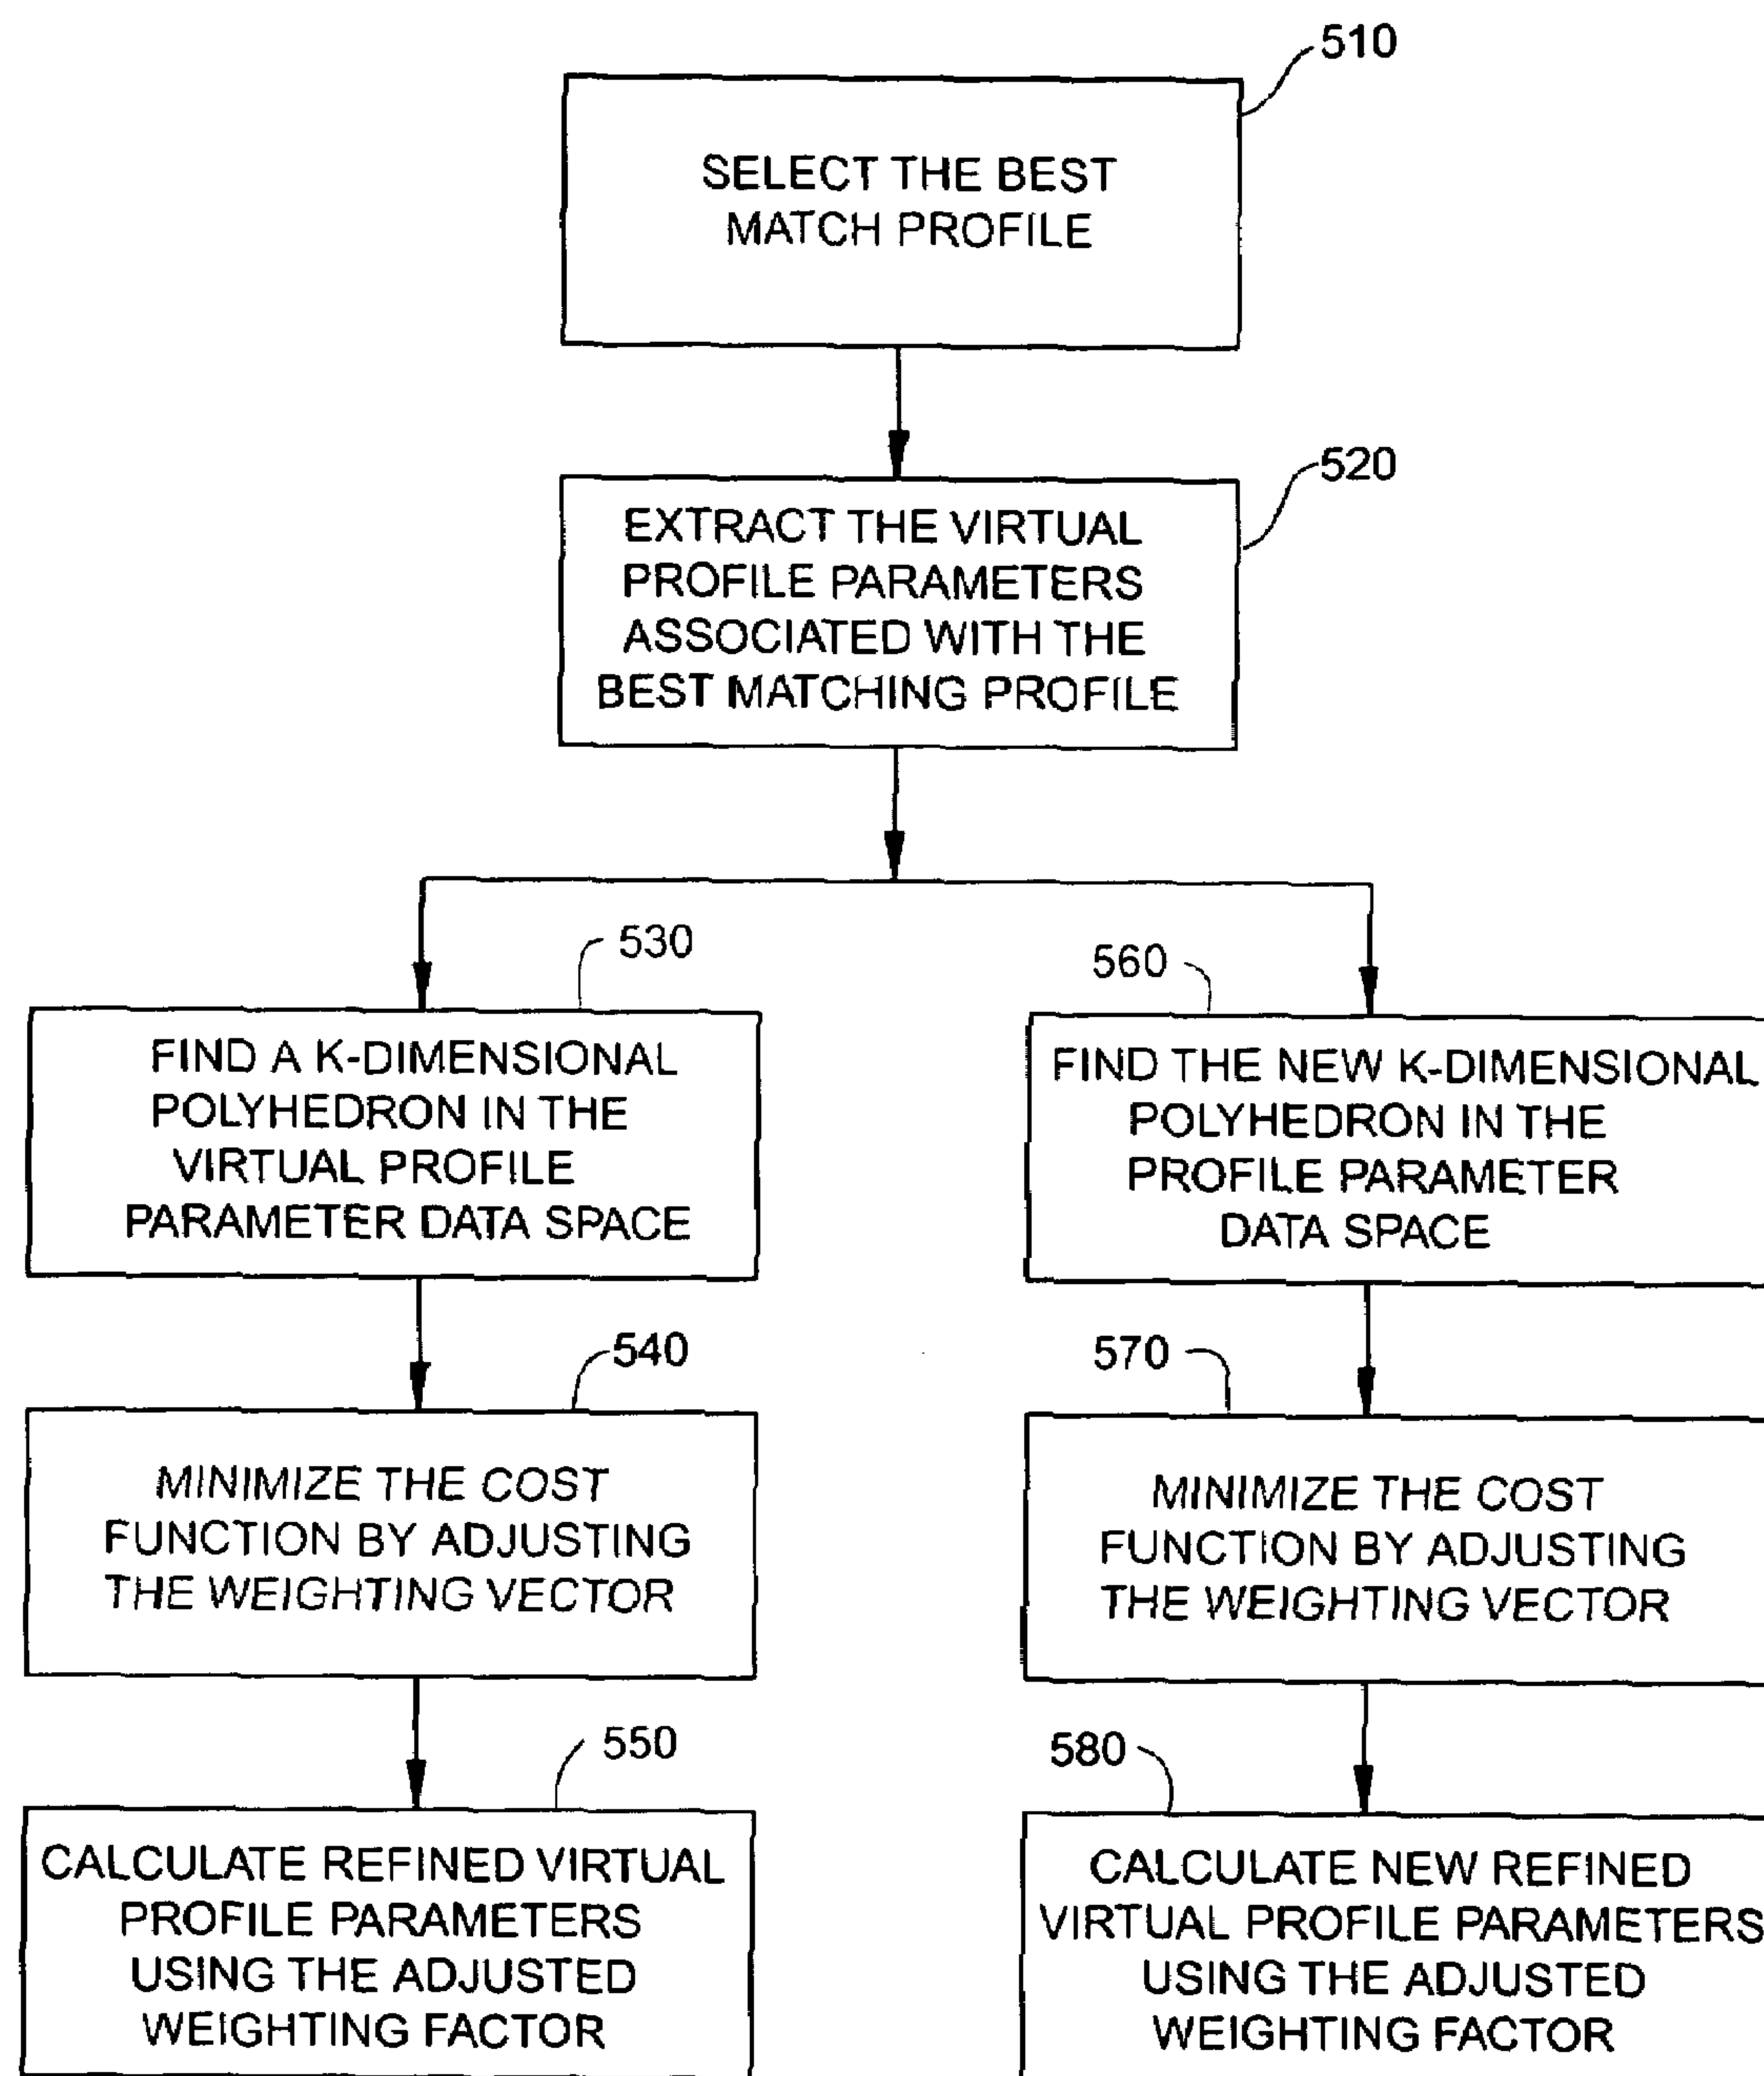 510
SELECT THE BEST
MATCH PROFILE
520
EXTRACT THE VIRTUAL
PROFILE PARAMETERS
ASSOCIATED WITH THE
BEST MATCHING PROFILE
530
FIND A K-DIMENSIONAL
POLYHEDRON IN THE
VIRTUAL PROFILE
PARAMETER DATA SPACE
540
MINIMIZE THE COST
FUNCTION BY ADJUSTING
THE WEIGHTING VECTOR
550
CALCULATE REFINED VIRTUAL
PROFILE PARAMETERS
USING THE ADJUSTED
WEIGHTING FACTOR
560
FIND THE NEW K-DIMENSIONAL
POLYHEDRON IN THE
PROFILE PARAMETER
DATA SPACE
570
MINIMIZE THE COST
FUNCTION BY ADJUSTING
THE WEIGHTING VECTOR
580
CALCULATE NEW REFINED
VIRTUAL PROFILE PARAMETERS
USING THE ADJUSTED
WEIGHTING FACTOR